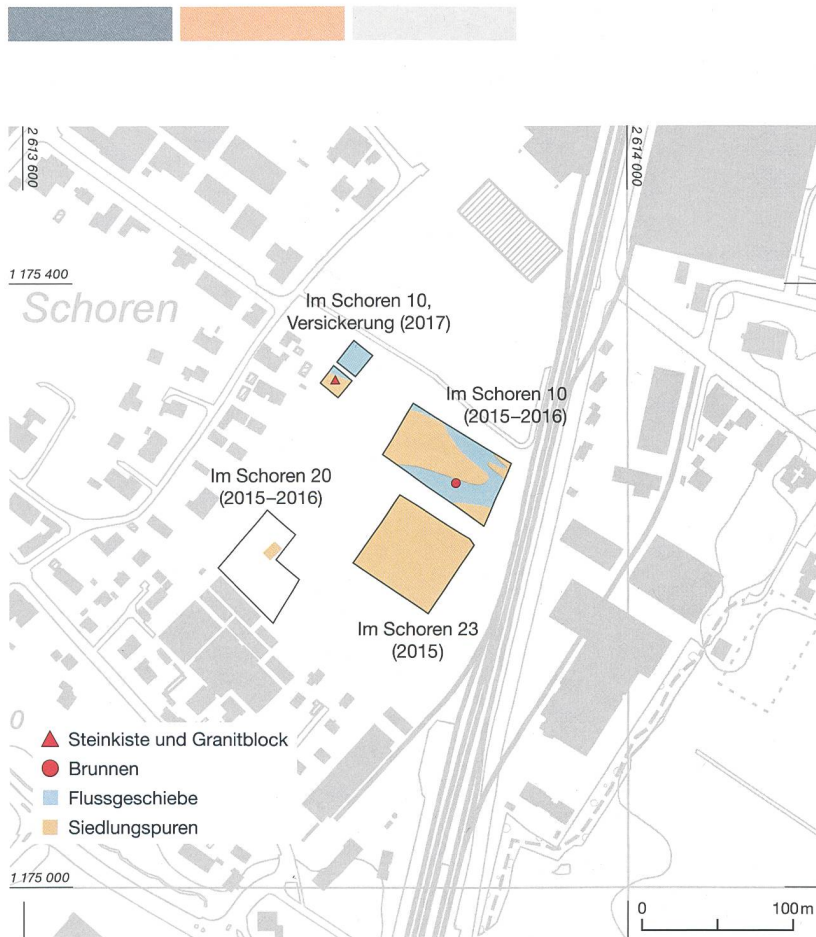 2 613 600
2 614 000
1 175 400
Schoren
Im Schoren 10,
Versickerung (2017)
Im Schoren 10
(2015–2016)
Im Schoren 20
(2015–2016)
Im Schoren 23
(2015)
0
Steinkiste und Granitblock
Brunnen
Flussgeschiebe
Siedlungspuren
1 175 000
0
100 m